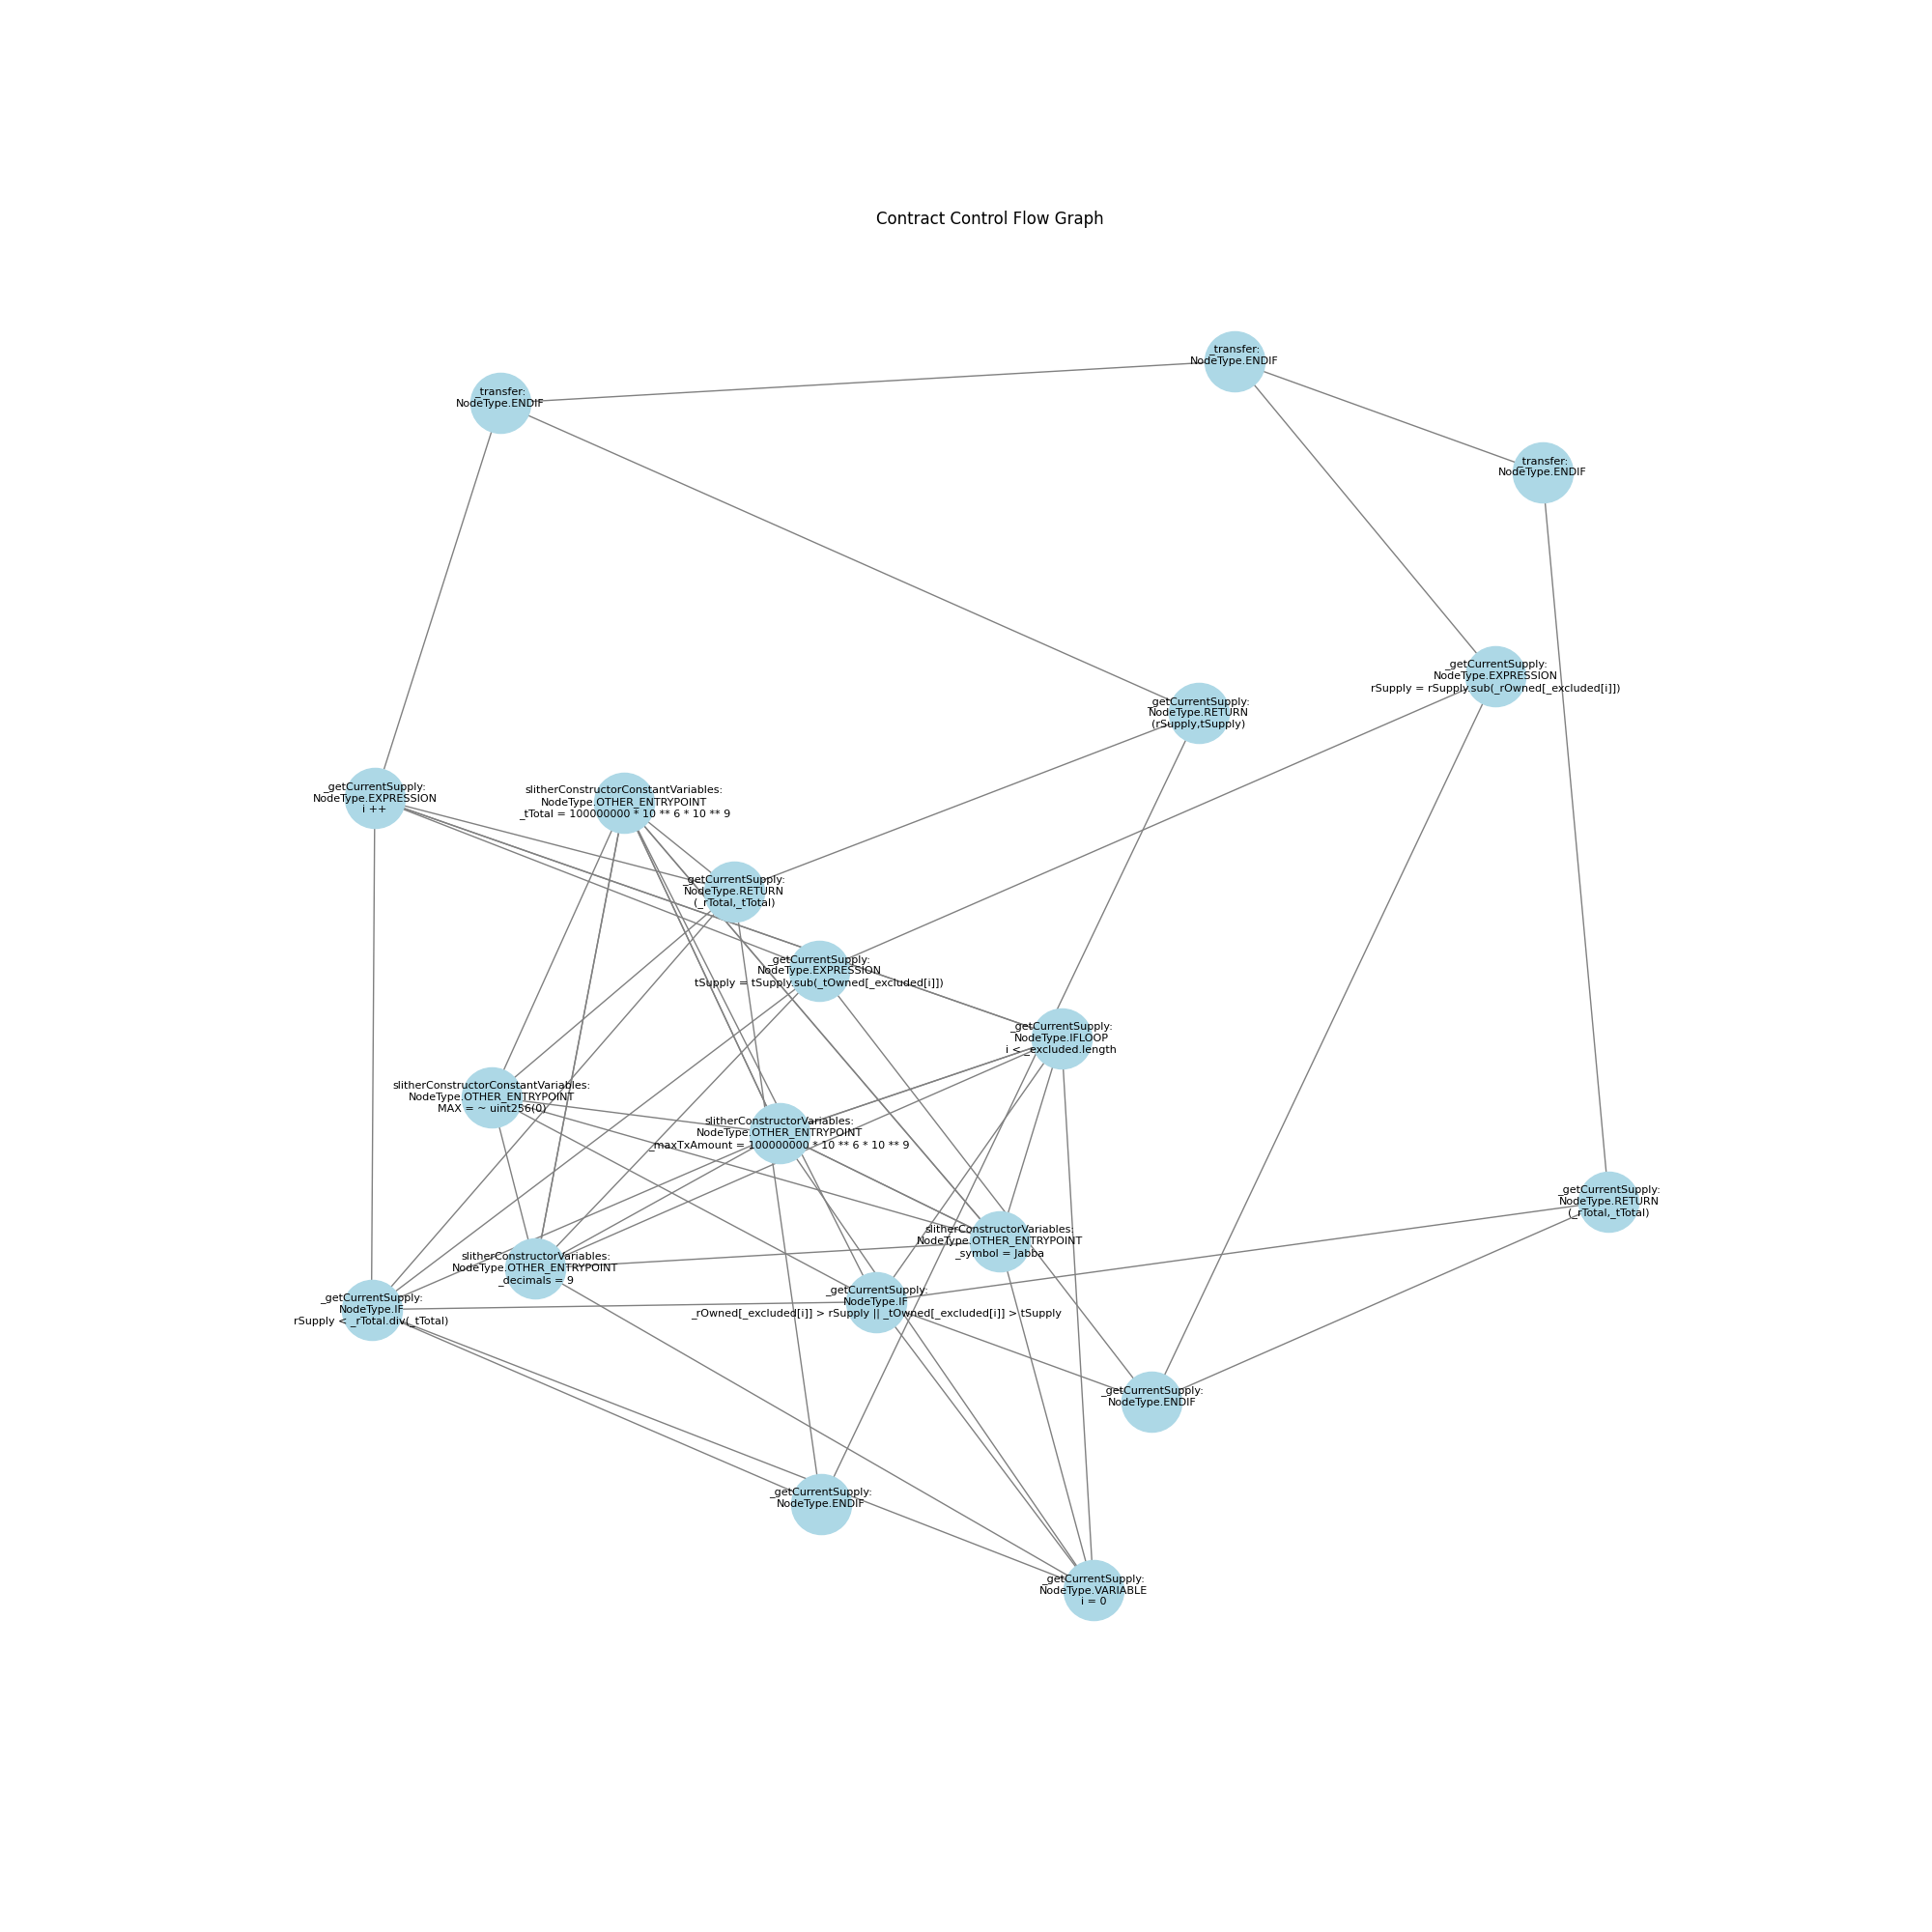 Contract Control Flow Graph
_transfer:
NodeType.ENDIF
_transfer:
NodeType.ENDIF
_transfer:
NodeType.ENDIF
_getCurrentSupply:
NodeType.EXPRESSION
rSupply = rSupply.sub(_rOwned[_excluded[i]])
_getCurrentSupply:
NodeType.RETURN
(rSupply,tSupply)
_getCurrentSupply:
NodeType.EXPRESSION
i ++
slitherConstructorConstantVariables:
NodeType.OTHER_ENTRYPOINT
_tTotal = 100000000 * 10 ** 6 * 10 ** 9
_getCurrentSupply:
NodeType.RETURN
(_rTotal,_tTotal)
_getCurrentSupply:
NodeType.EXPRESSION
tSupply = tSupply.sub(_tOwned[_excluded[i]])
_getCurrentSupply:
NodeType.IFLOOP
i < _excluded.length
slitherConstructorConstantVariables:
NodeType.OTHER_ENTRYPOINT
MAX = ~ uint256(0)
slitherConstructorVariables:
NodeType.OTHER_ENTRYPOINT
_maxTxAmount = 100000000 * 10 ** 6 * 10 ** 9
_getCurrentSupply:
NodeType.RETURN
(_rTotal,_tTotal)
slitherConstructorVariables:
NodeType.OTHER_ENTRYPOINT
_symbol = Jabba
slitherConstructorVariables:
NodeType.OTHER_ENTRYPOINT
_decimals = 9
_getCurrentSupply:
NodeType.IF
_rOwned[_excluded[i]] > rSupply || _tOwned[_excluded[i]] > tSupply
_getCurrentSupply:
NodeType.IF
rSupply < _rTotal.div(_tTotal)
_getCurrentSupply:
NodeType.ENDIF
_getCurrentSupply:
NodeType.ENDIF
_getCurrentSupply:
NodeType.VARIABLE
i = 0